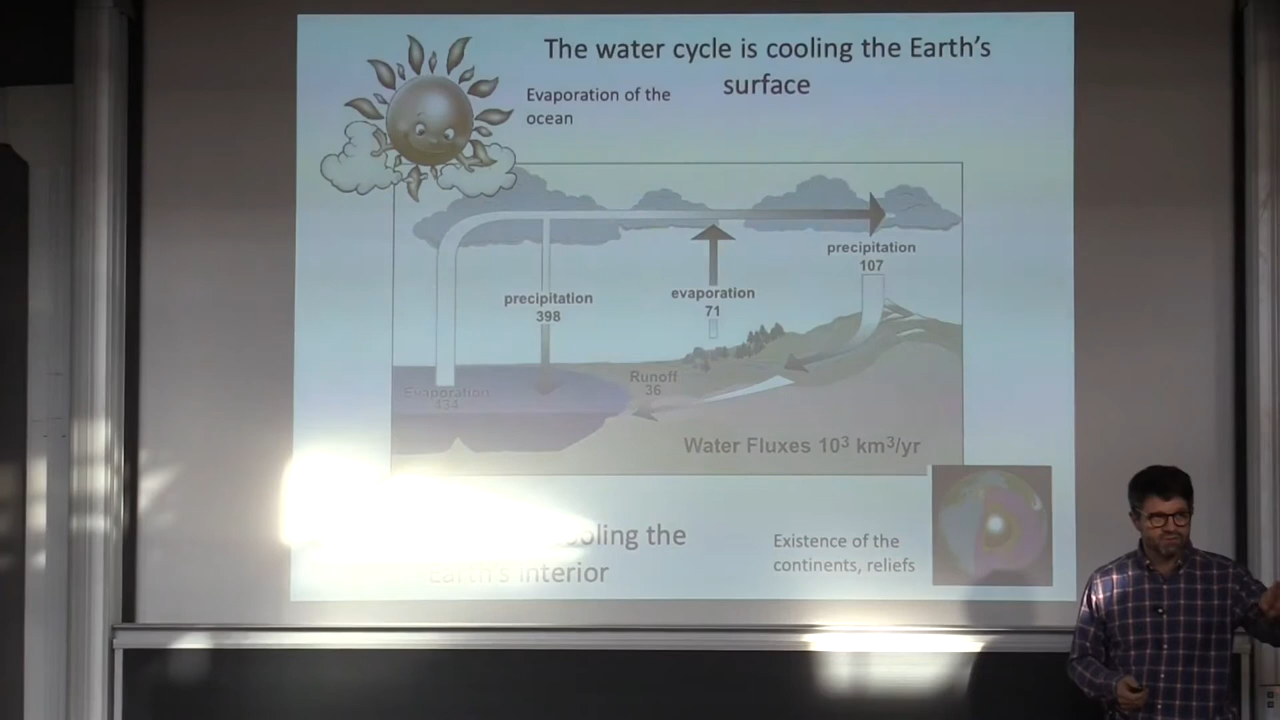 The water cycle is cooling the Earth's
surface
Evaporation of the
ocean
precipitation
107
evaporation
71
precipitation
398
Runoff
36
Evaporation
434
Water Fluxes 10³ km³/yr
cooling the
Earth's interior
Existence of the
continents, reliefs